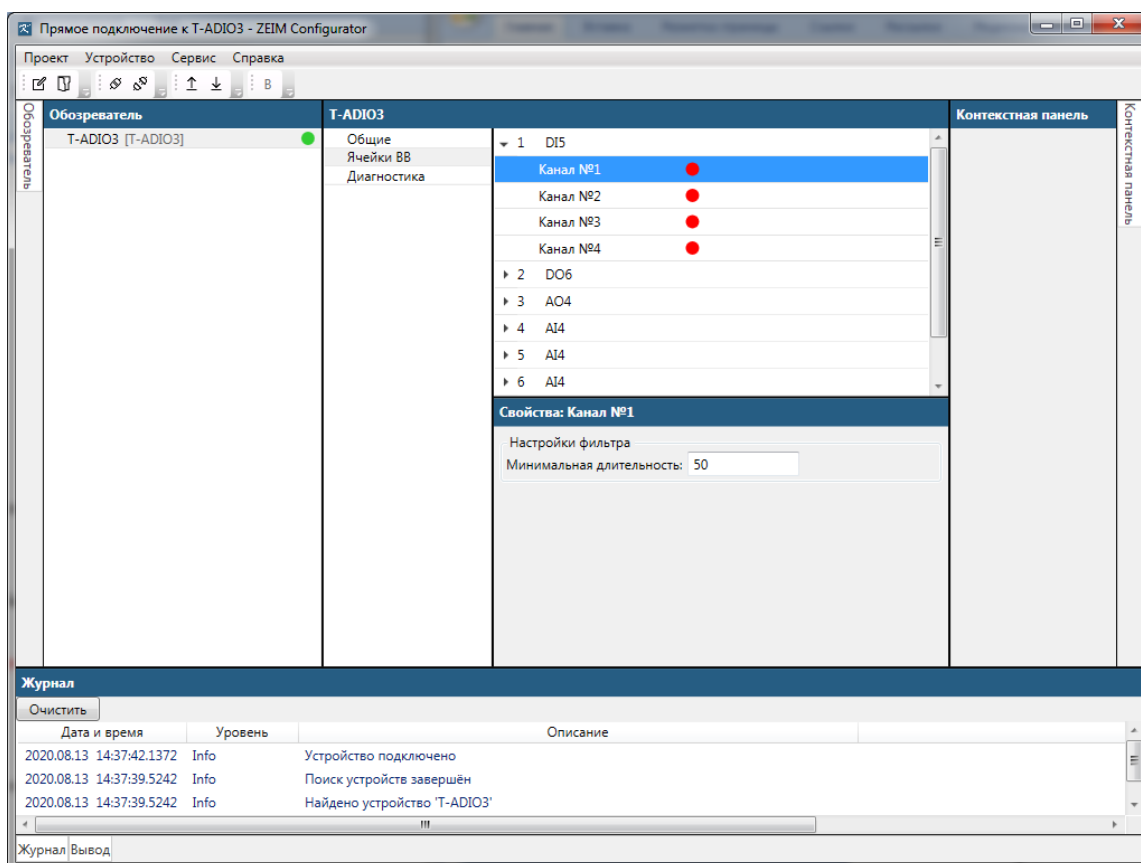 Прямое подключение к T-ADIO3 - ZEIM Configurator
Проект Устройство Сервис Справка
B
Обозреватель
Обозреватель
T-ADIO3 [T-ADIO3]
T-ADIO3
Общие
Ячейки ВВ
Диагностика
1 DI5
Канал №1
Канал №2
Канал №3
Канал №4
2 DO6
3 AO4
4 AI4
5 AI4
6 AI4
Свойства: Канал №1
Настройки фильтра
Минимальная длительность: 50
Контекстная панель
Контекстная панель
Журнал
Очистить
Дата и время Уровень Описание
2020.08.13 14:37:42.1372 Info Устройство подключено
2020.08.13 14:37:39.5242 Info Поиск устройств завершён
2020.08.13 14:37:39.5242 Info Найдено устройство 'T-ADIO3'
Журнал Вывод